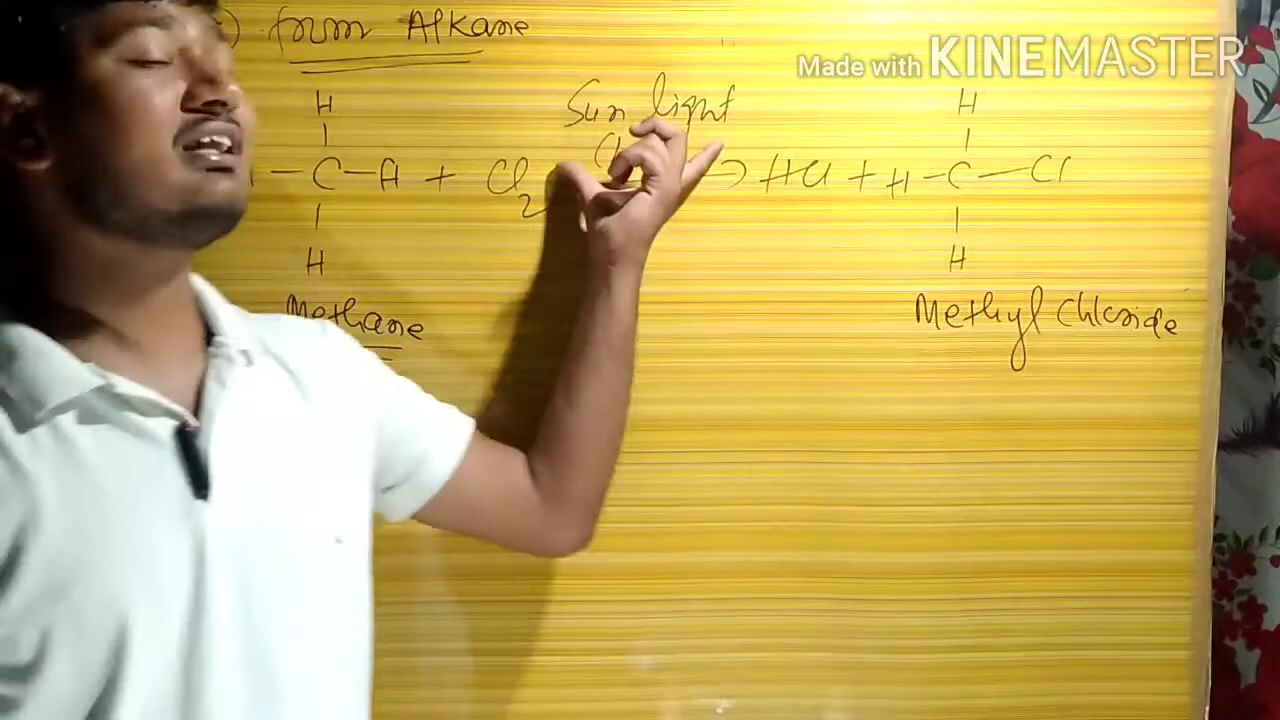 ) from Alkane
Made with KINEMASTER
Sun light
H H
– C – H + Cl2 → HCl + H – C – Cl
H H
Methane Methyl chloride